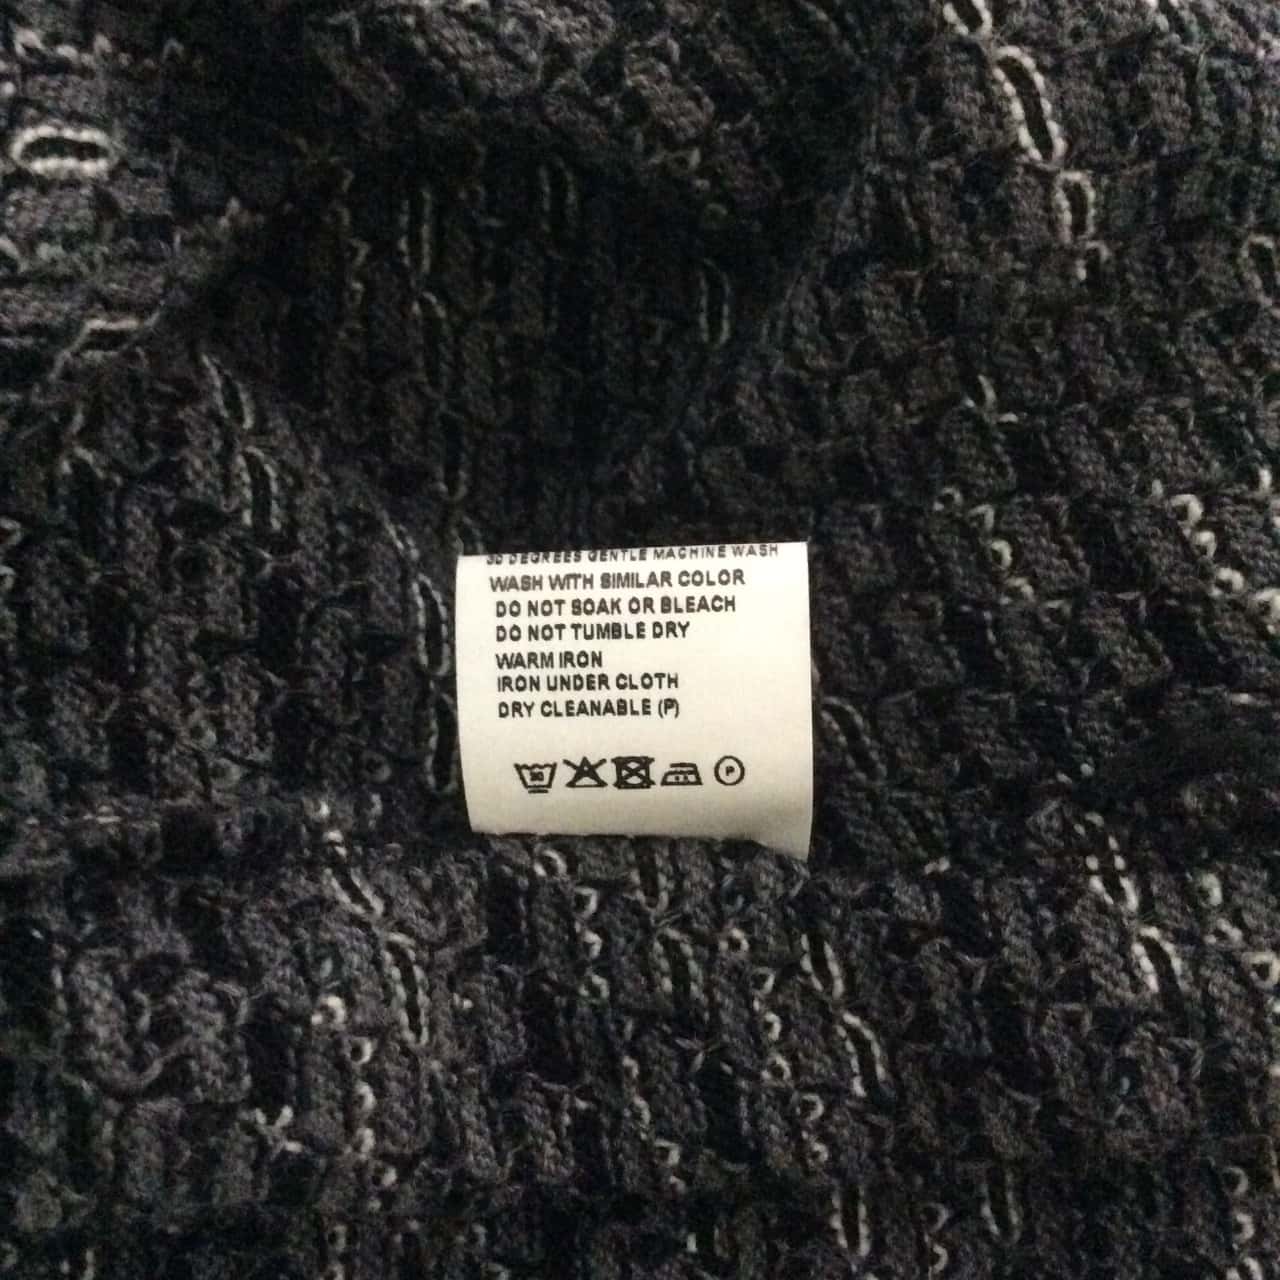 30 DEGREES GENTLE MACHINE WASH
WASH WITH SIMILAR COLOR
DO NOT SOAK OR BLEACH
DO NOT TUMBLE DRY
WARM IRON
IRON UNDER CLOTH
DRY CLEANABLE (P)
30 P